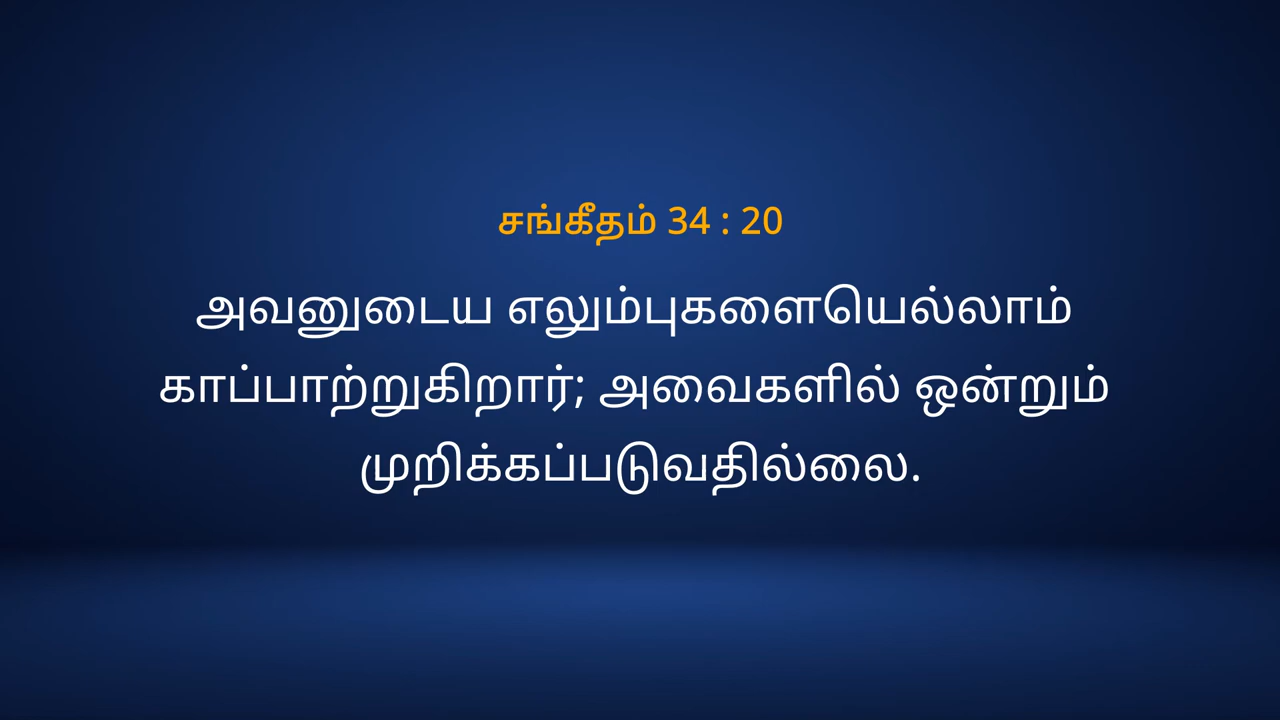 சங்கீதம் 34 : 20
அவனுடைய எலும்புகளையெல்லாம்
காப்பாற்றுகிறார்; அவைகளில் ஒன்றும்
முறிக்கப்படுவதில்லை.